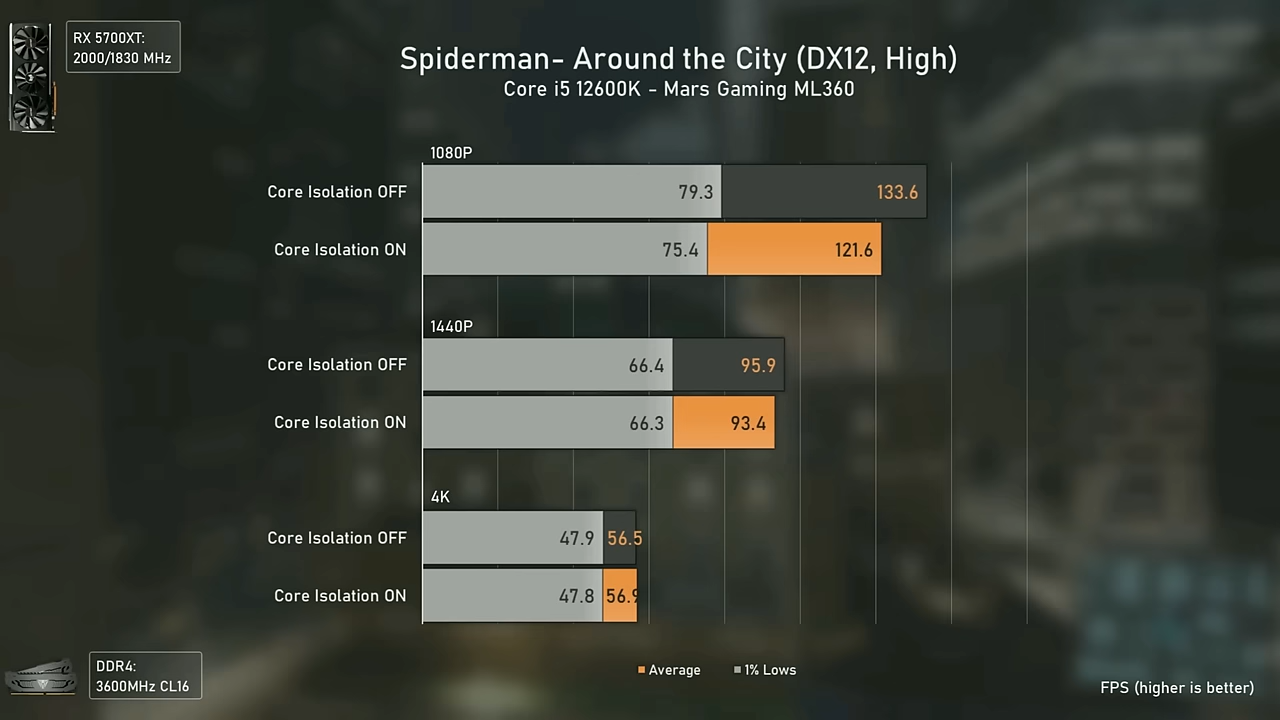 RX 5700XT:
2000/1830 MHz
Spiderman- Around the City (DX12, High)
Core i5 12600K - Mars Gaming ML360
1080P
Core Isolation OFF 79.3 133.6
Core Isolation ON 75.4 121.6
1440P
Core Isolation OFF 66.4 95.9
Core Isolation ON 66.3 93.4
4K
Core Isolation OFF 47.9 56.5
Core Isolation ON 47.8 56.9
Average 1% Lows
DDR4:
3600MHz CL16
FPS (higher is better)